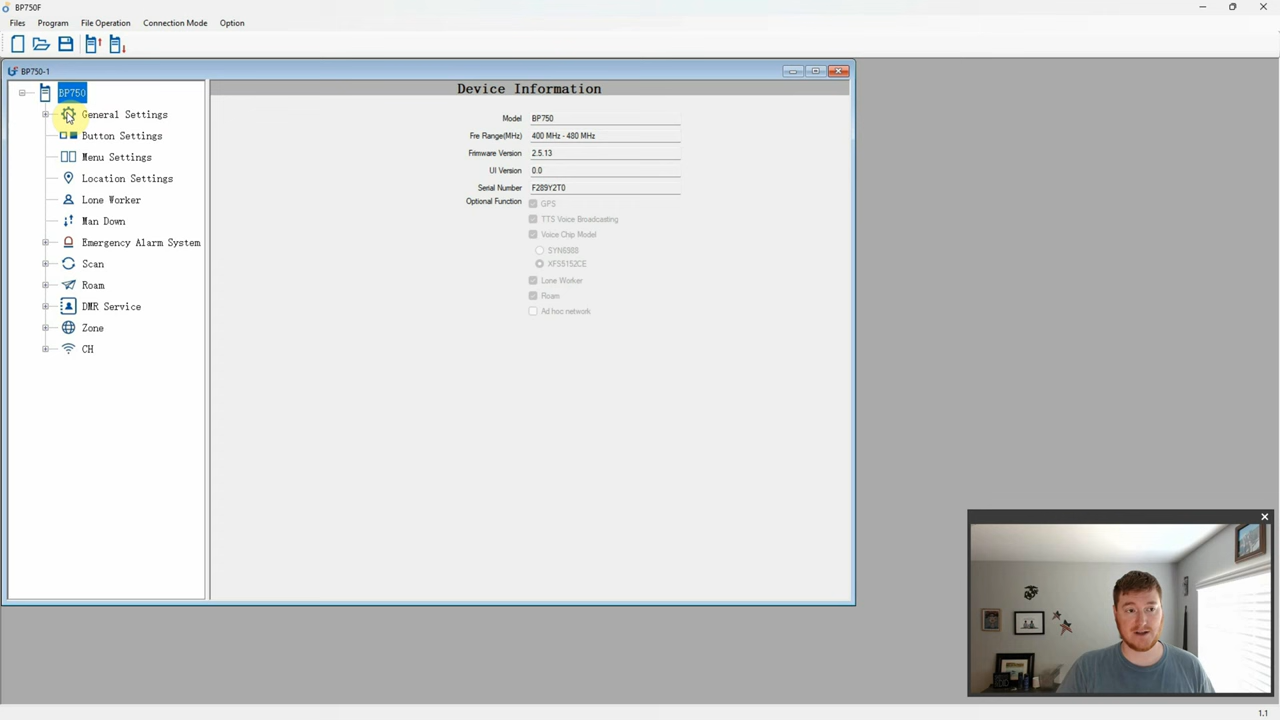 BP750F
Files Program File Operation Connection Mode Option
BP750-1
BP750
General Settings
Button Settings
Menu Settings
Location Settings
Lone Worker
Man Down
Emergency Alarm System
Scan
Roam
DMR Service
Zone
CH
Device Information
Model BP750
Fre Range(MHz) 400 MHz - 480 MHz
Frimware Version 2.5.13
UI Version 0.0
Serial Number F289Y2T0
Optional Function GPS
TTS Voice Broadcasting
Voice Chip Model
SYN6988
XFS5152CE
Lone Worker
Roam
Ad hoc network
1.1